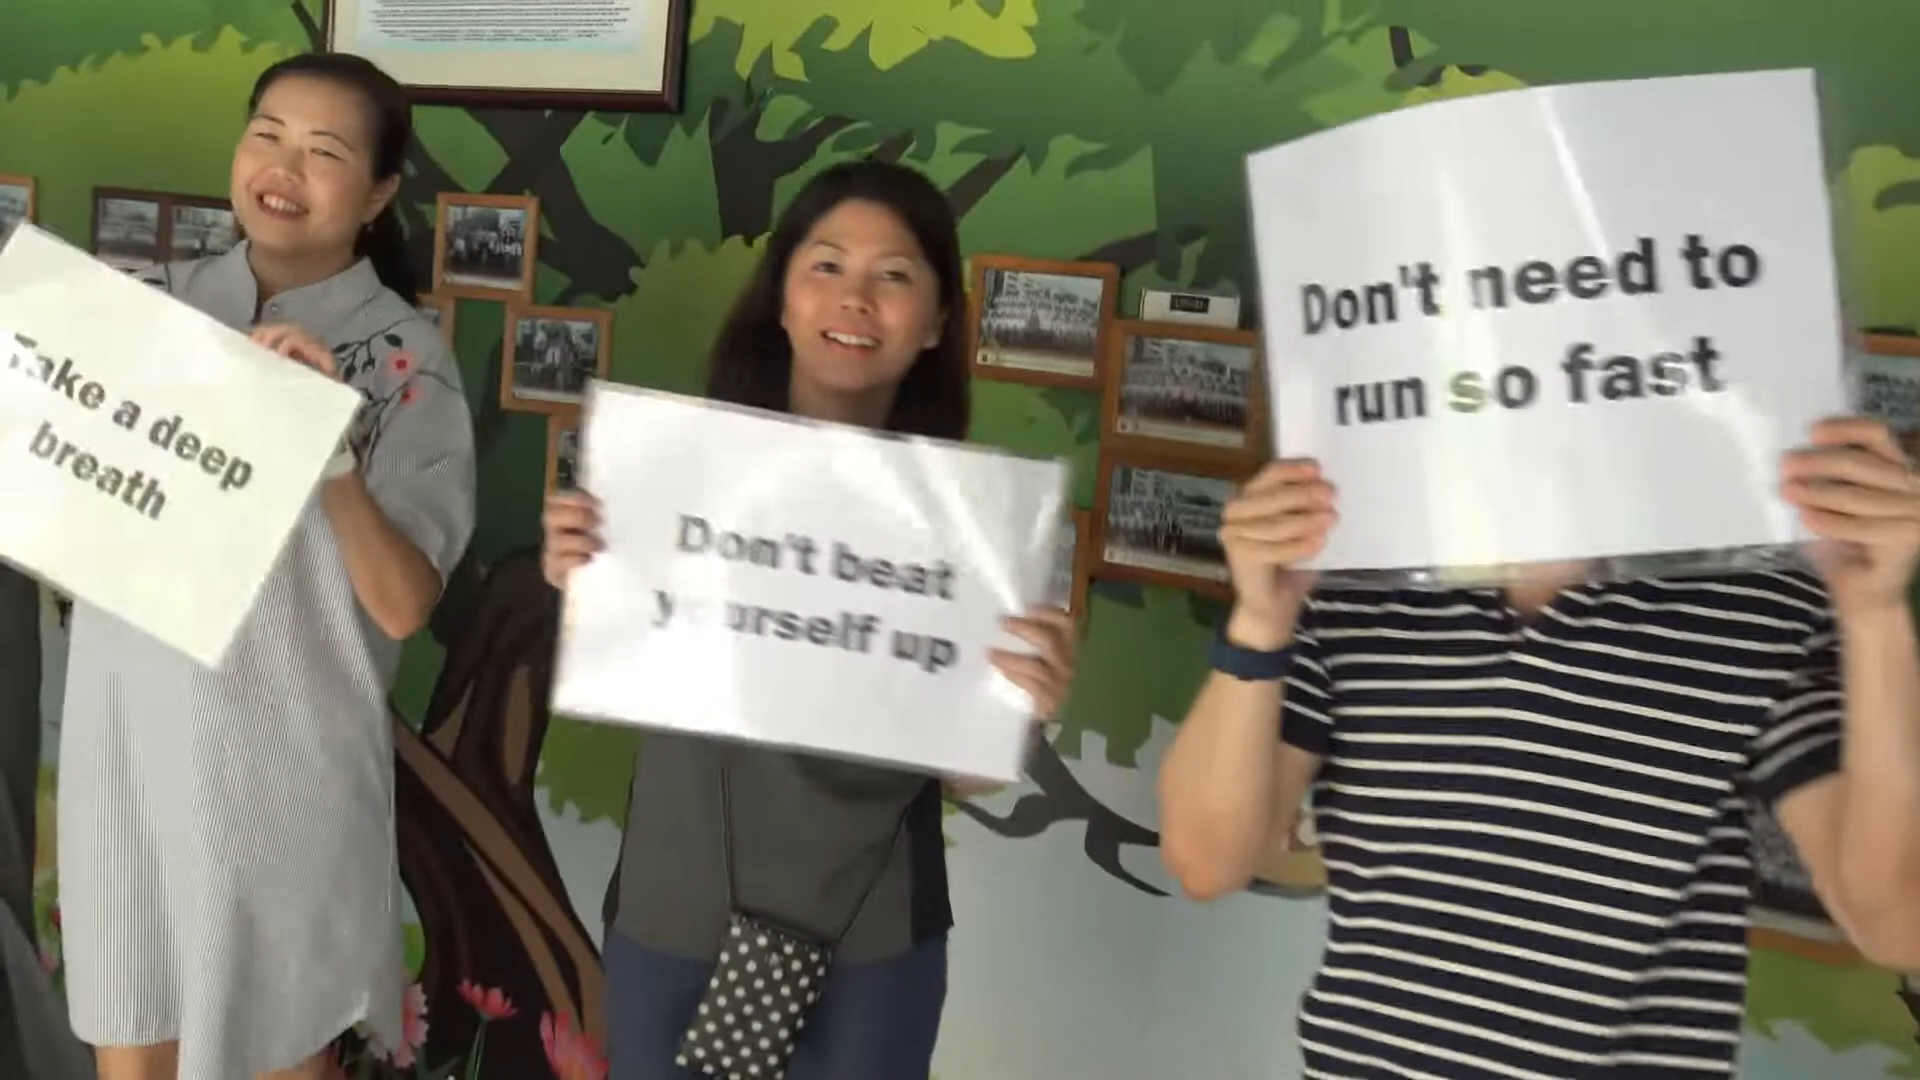 Take a deep
breath
Don't beat
yourself up
Don't need to
run so fast